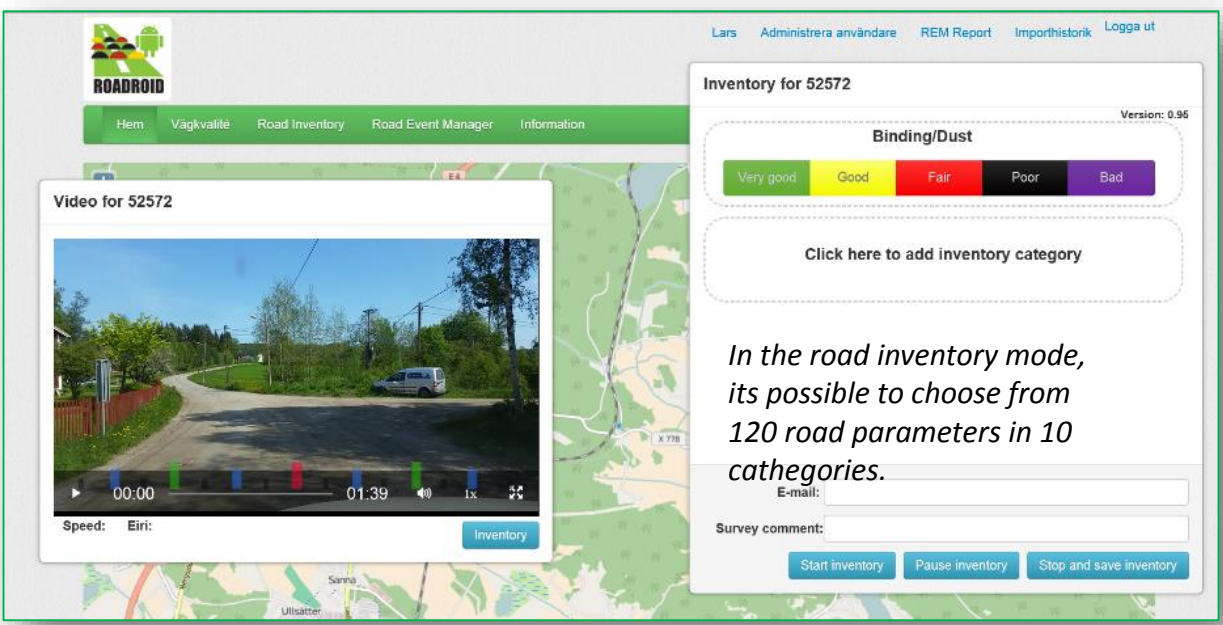 ROADROID
Lars Administrera användare REM Report Importhistorik Logga ut
Hem Vägkvalité Road Inventory Road Event Manager Information
E4
Video for 52572
00:00 01:39 1x
Speed: Eiri:
Inventory
Sanna
Ullsätter
X 778
Inventory for 52572
Version: 0.95
Binding/Dust
Very good Good Fair Poor Bad
Click here to add inventory category
In the road inventory mode,
its possible to choose from
120 road parameters in 10
cathegories.
E-mail:
Survey comment:
Start inventory Pause inventory Stop and save inventory